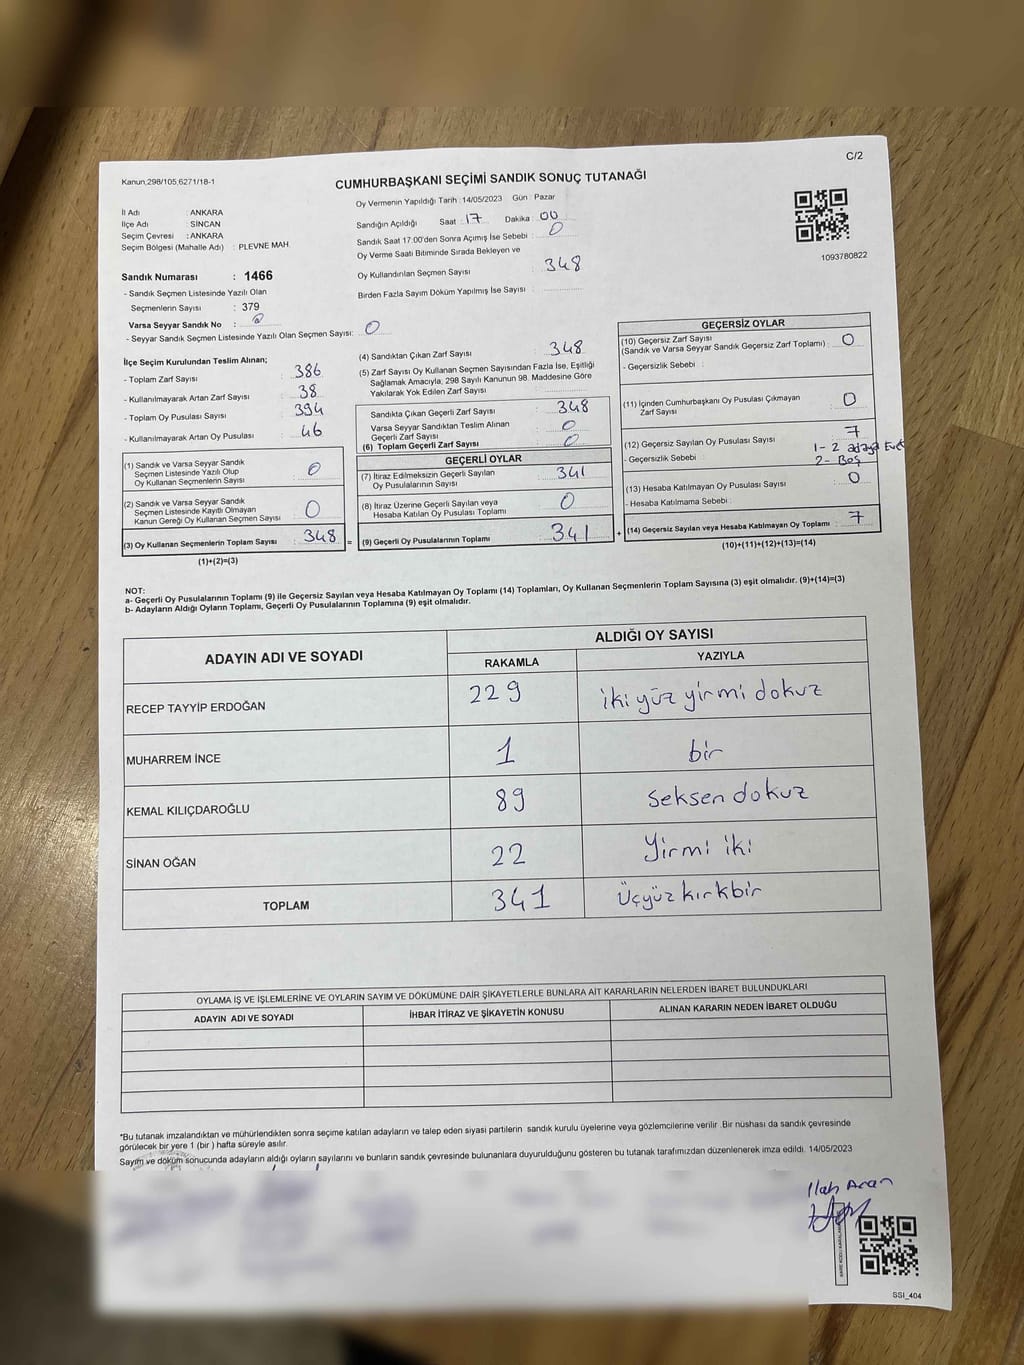 C/2
Kanun,298/105,6271/18-1
CUMHURBAŞKANI SEÇİMİ SANDIK SONUÇ TUTANAĞI
Oy Vermenin Yapıldığı Tarih : 14/05/2023 Gün : Pazar
İl Adı : ANKARA
İlçe Adı : SİNCAN
Seçim Çevresi : ANKARA
Seçim Bölgesi (Mahalle Adı) : PLEVNE MAH.
Sandığın Açıldığı Saat : 17 Dakika : 00
Sandık Saat 17:00'den Sonra Açımış İse Sebebi : 0
Oy Verme Saati Bitiminde Sırada Bekleyen ve
Oy Kullandırılan Seçmen Sayısı : 348
Birden Fazla Sayım Döküm Yapılmış İse Sayısı :
1093780822
Sandık Numarası : 1466
- Sandık Seçmen Listesinde Yazılı Olan
Seçmenlerin Sayısı : 379
Varsa Seyyar Sandık No : 0
- Seyyar Sandık Seçmen Listesinde Yazılı Olan Seçmen Sayısı: 0
İlçe Seçim Kurulundan Teslim Alınan;
- Toplam Zarf Sayısı : 386
- Kullanılmayarak Artan Zarf Sayısı : 38
- Toplam Oy Pusulası Sayısı : 394
- Kullanılmayarak Artan Oy Pusulası : 46
(1) Sandık ve Varsa Seyyar Sandık
Seçmen Listesinde Yazılı Olup
Oy Kullanan Seçmenlerin Sayısı : 0
(2) Sandık ve Varsa Seyyar Sandık
Seçmen Listesinde Kayıtlı Olmayan
Kanun Gereği Oy Kullanan Seçmen Sayısı : 0
(3) Oy Kullanan Seçmenlerin Toplam Sayısı : 348 =
(1)+(2)=(3)
(4) Sandıktan Çıkan Zarf Sayısı : 348
(5) Zarf Sayısı Oy Kullanan Seçmen Sayısından Fazla İse, Eşitliği
Sağlamak Amacıyla, 298 Sayılı Kanunun 98. Maddesine Göre
Yakılarak Yok Edilen Zarf Sayısı :
Sandıkta Çıkan Geçerli Zarf Sayısı : 348
Varsa Seyyar Sandıktan Teslim Alınan
Geçerli Zarf Sayısı : 0
(6) Toplam Geçerli Zarf Sayısı : 0
GEÇERLİ OYLAR
(7) İtiraz Edilmeksizin Geçerli Sayılan
Oy Pusulalarının Sayısı : 341
(8) İtiraz Üzerine Geçerli Sayılan veya
Hesaba Katılan Oy Pusulası Toplamı : 0
(9) Geçerli Oy Pusulalarının Toplamı : 341 +
GEÇERSİZ OYLAR
(10) Geçersiz Zarf Sayısı
(Sandık ve Varsa Seyyar Sandık Geçersiz Zarf Toplamı) : 0
- Geçersizlik Sebebi :
(11) İçinden Cumhurbaşkanı Oy Pusulası Çıkmayan
Zarf Sayısı : 0
(12) Geçersiz Sayılan Oy Pusulası Sayısı : 7
- Geçersizlik Sebebi : 1- 2 adaya Evet
2- Boş
(13) Hesaba Katılmayan Oy Pusulası Sayısı : 0
- Hesaba Katılmama Sebebi :
(14) Geçersiz Sayılan veya Hesaba Katılmayan Oy Toplamı : 7
(10)+(11)+(12)+(13)=(14)
NOT:
a- Geçerli Oy Pusulalarının Toplamı (9) ile Geçersiz Sayılan veya Hesaba Katılmayan Oy Toplamı (14) Toplamları, Oy Kullanan Seçmenlerin Toplam Sayısına (3) eşit olmalıdır. (9)+(14)=(3)
b- Adayların Aldığı Oyların Toplamı, Geçerli Oy Pusulalarının Toplamına (9) eşit olmalıdır.
ADAYIN ADI VE SOYADI ALDIĞI OY SAYISI
RAKAMLA YAZIYLA
RECEP TAYYİP ERDOĞAN 229 iki yüz yirmi dokuz
MUHARREM İNCE 1 bir
KEMAL KILIÇDAROĞLU 89 seksen dokuz
SİNAN OĞAN 22 Yirmi iki
TOPLAM 341 Üçyüz kırkbir
OYLAMA İŞ VE İŞLEMLERİNE VE OYLARIN SAYIM VE DÖKÜMÜNE DAİR ŞİKAYETLERLE BUNLARA AİT KARARLARIN NELERDEN İBARET BULUNDUKLARI
ADAYIN ADI VE SOYADI İHBAR İTİRAZ VE ŞİKAYETİN KONUSU ALINAN KARARIN NEDEN İBARET OLDUĞU
*Bu tutanak imzalandıktan ve mühürlendikten sonra seçime katılan adayların ve talep eden siyasi partilerin sandık kurulu üyelerine veya gözlemcilerine verilir .Bir nüshası da sandık çevresinde
görülecek bir yere 1 (bir ) hafta süreyle asılır.
Sayım ve döküm sonucunda adayların aldığı oyların sayılarını ve bunların sandık çevresinde bulunanlara duyurulduğunu gösteren bu tutanak tarafımızdan düzenlenerek imza edildi. 14/05/2023
SSI_404